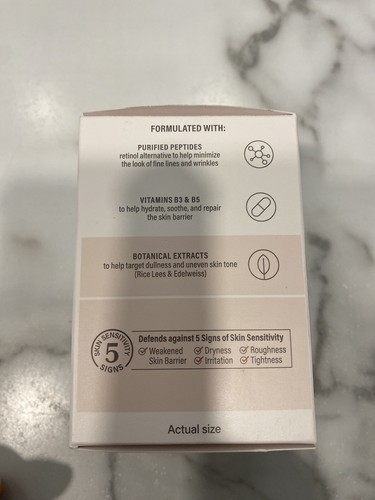 FORMULATED WITH:
PURIFIED PEPTIDES
retinol alternative to help minimize
the look of fine lines and wrinkles
VITAMINS B3 & B5
to help hydrate, soothe, and repair
the skin barrier
BOTANICAL EXTRACTS
to help target dullness and uneven skin tone
(Rice Lees & Edelweiss)
SKIN SENSITIVITY
5
SIGNS
Defends against 5 Signs of Skin Sensitivity
Weakened Dryness Roughness
Skin Barrier Irritation Tightness
Actual size